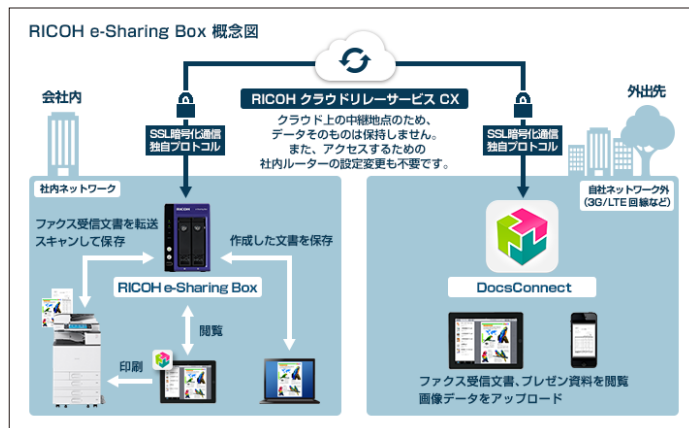 RICOH e-Sharing Box 概念図
会社内
外出先
RICOH クラウドリレーサービス CX
クラウド上の中継地点のため、
データそのものは保持しません。
また、アクセスするための
社内ルーターの設定変更も不要です。
SSL暗号化通信
独自プロトコル
SSL暗号化通信
独自プロトコル
社内ネットワーク
自社ネットワーク外
(3G/LTE 回線など)
ファクス受信文書を転送
スキャンして保存
RICOH
作成した文書を保存
RICOH e-Sharing Box
DocsConnect
閲覧
印刷
ファクス受信文書、プレゼン資料を閲覧
画像データをアップロード